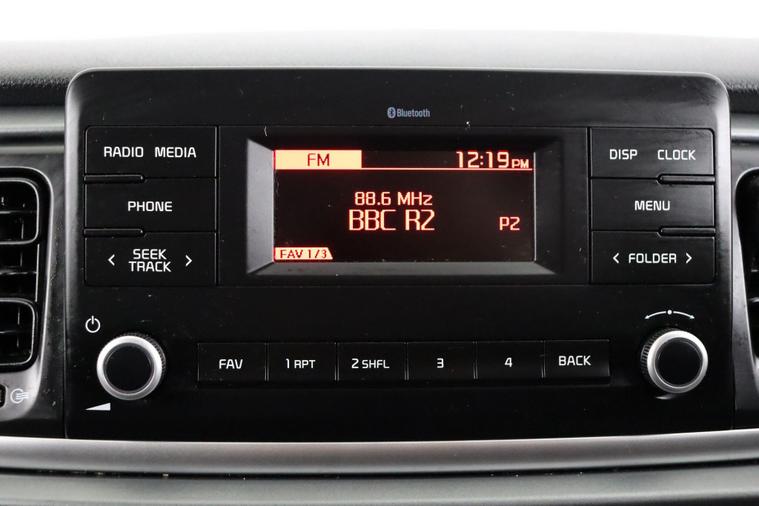 Bluetooth
RADIO MEDIA
FM
12:19PM
DISP CLOCK
PHONE
88.6 MHz
BBC R2
P2
MENU
< SEEK TRACK >
FAV 1/3
< FOLDER >
FAV
1 RPT
2 SHFL
3
4
BACK